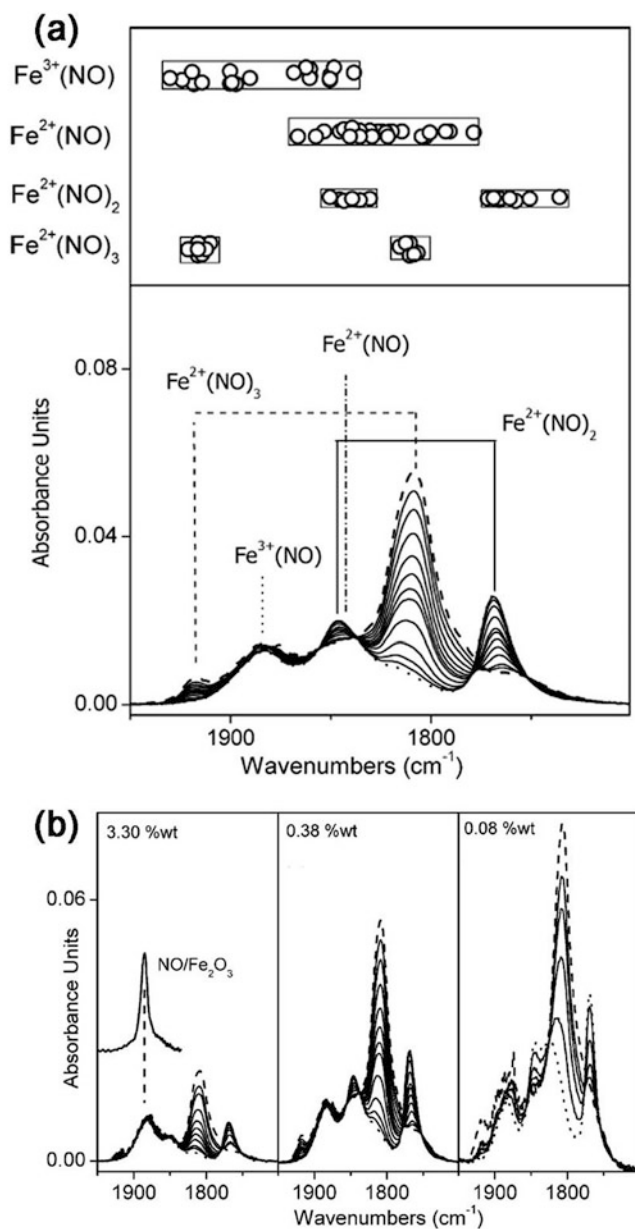 (a)
Fe³⁺(NO)
Fe²⁺(NO)
Fe²⁺(NO)₂
Fe²⁺(NO)₃
Fe²⁺(NO)
Fe²⁺(NO)₃
Fe²⁺(NO)₂
Fe³⁺(NO)
0.08
0.04
0.00
Absorbance Units
1900 1800
Wavenumbers (cm⁻¹)
(b)
3.30 %wt 0.38 %wt 0.08 %wt
0.06
NO/Fe₂O₃
Absorbance Units
0.00
1900 1800 1900 1800 1900 1800
Wavenumbers (cm⁻¹)